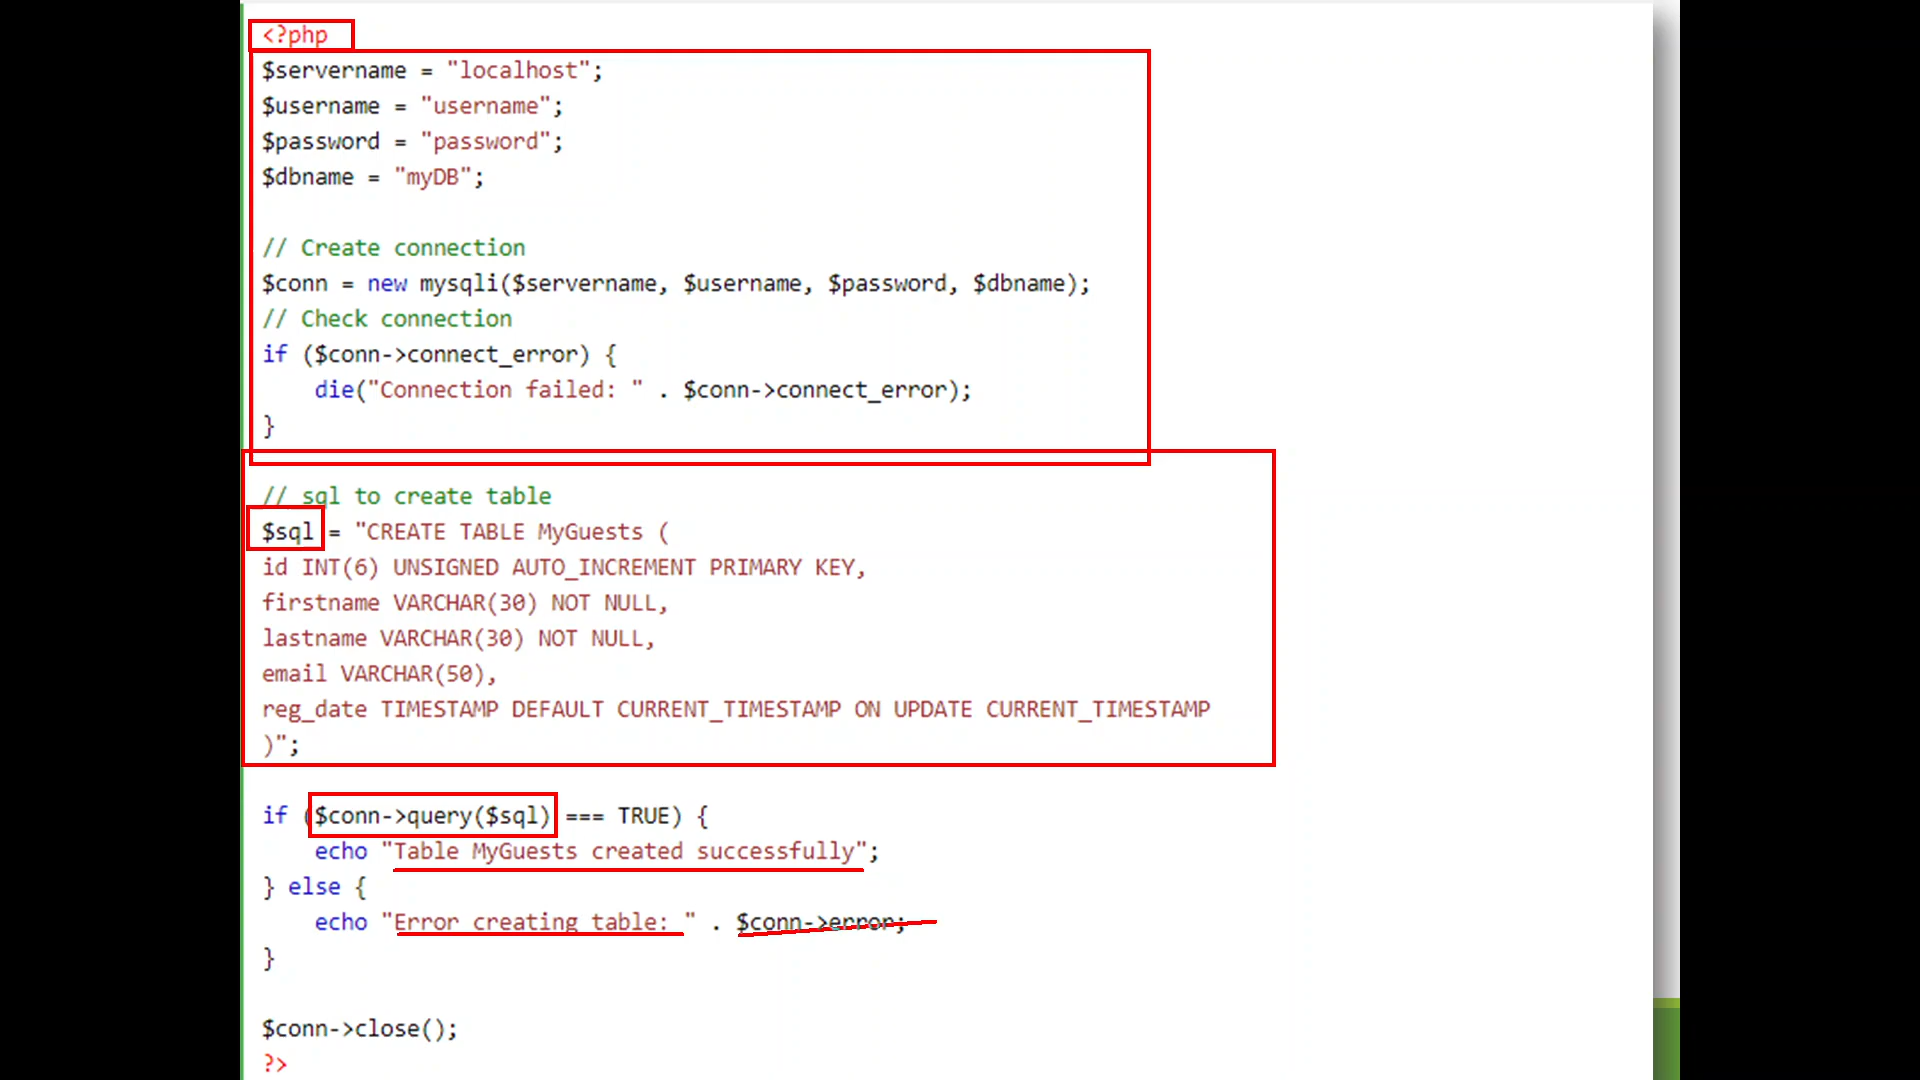 <?php
$servername = "localhost";
$username = "username";
$password = "password";
$dbname = "myDB";
// Create connection
$conn = new mysqli($servername, $username, $password, $dbname);
// Check connection
if ($conn->connect_error) {
    die("Connection failed: " . $conn->connect_error);
}
// sql to create table
$sql = "CREATE TABLE MyGuests (
id INT(6) UNSIGNED AUTO_INCREMENT PRIMARY KEY,
firstname VARCHAR(30) NOT NULL,
lastname VARCHAR(30) NOT NULL,
email VARCHAR(50),
reg_date TIMESTAMP DEFAULT CURRENT_TIMESTAMP ON UPDATE CURRENT_TIMESTAMP
)";
if ($conn->query($sql) === TRUE) {
    echo "Table MyGuests created successfully";
} else {
    echo "Error creating table: " . $conn->error;
}
$conn->close();
?>